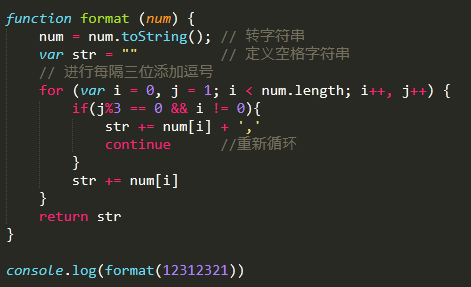 function format (num) {
num = num.toString(); // 转字符串
var str = "" // 定义空格字符串
// 进行每隔三位添加逗号
for (var i = 0, j = 1; i < num.length; i++, j++) {
if(j%3 == 0 && i != 0){
str += num[i] + ','
continue //重新循环
}
str += num[i]
}
return str
}
console.log(format(12312321))